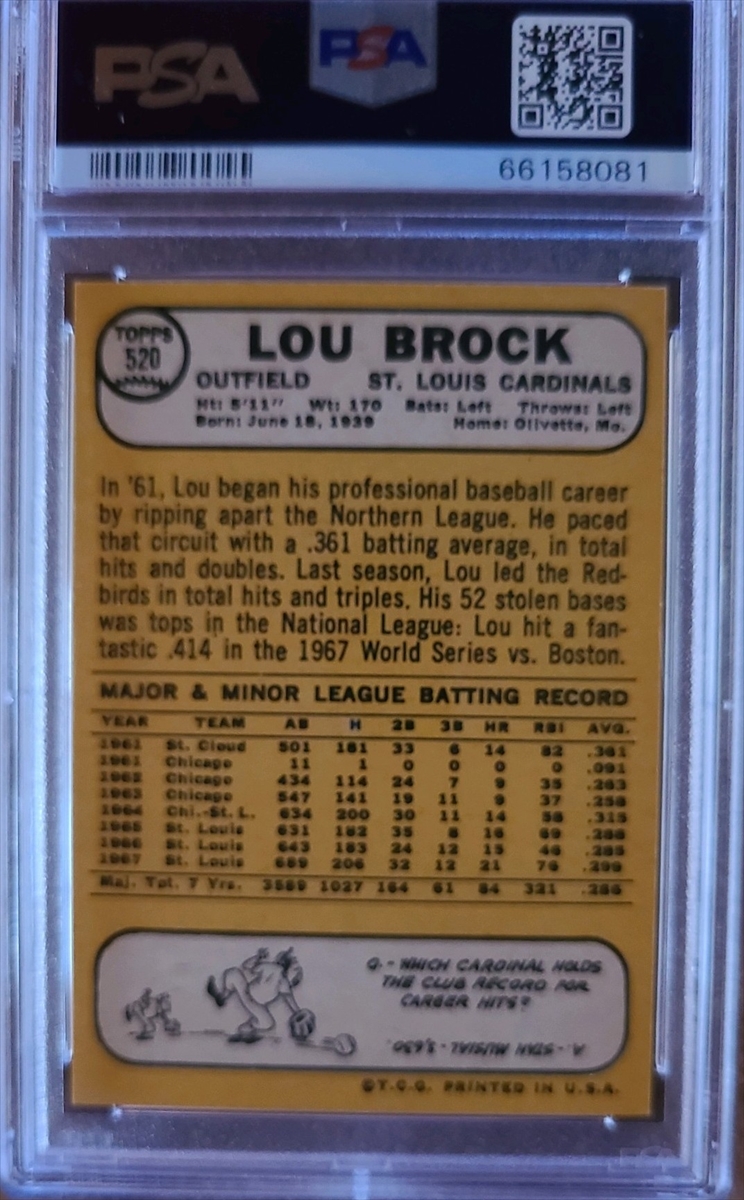 PSA PSA
66158081
TOPPS
520
LOU BROCK
OUTFIELD ST. LOUIS CARDINALS
Ht: 5'11" Wt: 170 Bats: Left Throws: Left
Born: June 18, 1939 Home: Olivette, Mo.
In '61, Lou began his professional baseball career
by ripping apart the Northern League. He paced
that circuit with a .361 batting average, in total
hits and doubles. Last season, Lou led the Red-
birds in total hits and triples. His 52 stolen bases
was tops in the National League: Lou hit a fan-
tastic .414 in the 1967 World Series vs. Boston.
MAJOR & MINOR LEAGUE BATTING RECORD
YEAR TEAM AB H 2B 3B HR RBI AVG.
1961 St. Cloud 501 181 33 6 14 82 .361
1961 Chicago 11 1 0 0 0 0 .091
1962 Chicago 434 114 24 7 9 35 .263
1963 Chicago 547 141 19 11 9 37 .258
1964 Chi.-St. L. 634 200 30 11 14 58 .315
1965 St. Louis 631 182 35 8 16 69 .288
1966 St. Louis 643 183 24 12 15 46 .285
1967 St. Louis 689 206 32 12 21 76 .299
Maj. Tot. 7 Yrs. 3589 1027 164 61 84 321 .286
Q.- WHICH CARDINAL HOLDS
THE CLUB RECORD FOR
CAREER HITS?
A.- STAN MUSIAL - 3,630.
©T.C.G. PRINTED IN U.S.A.
PSA